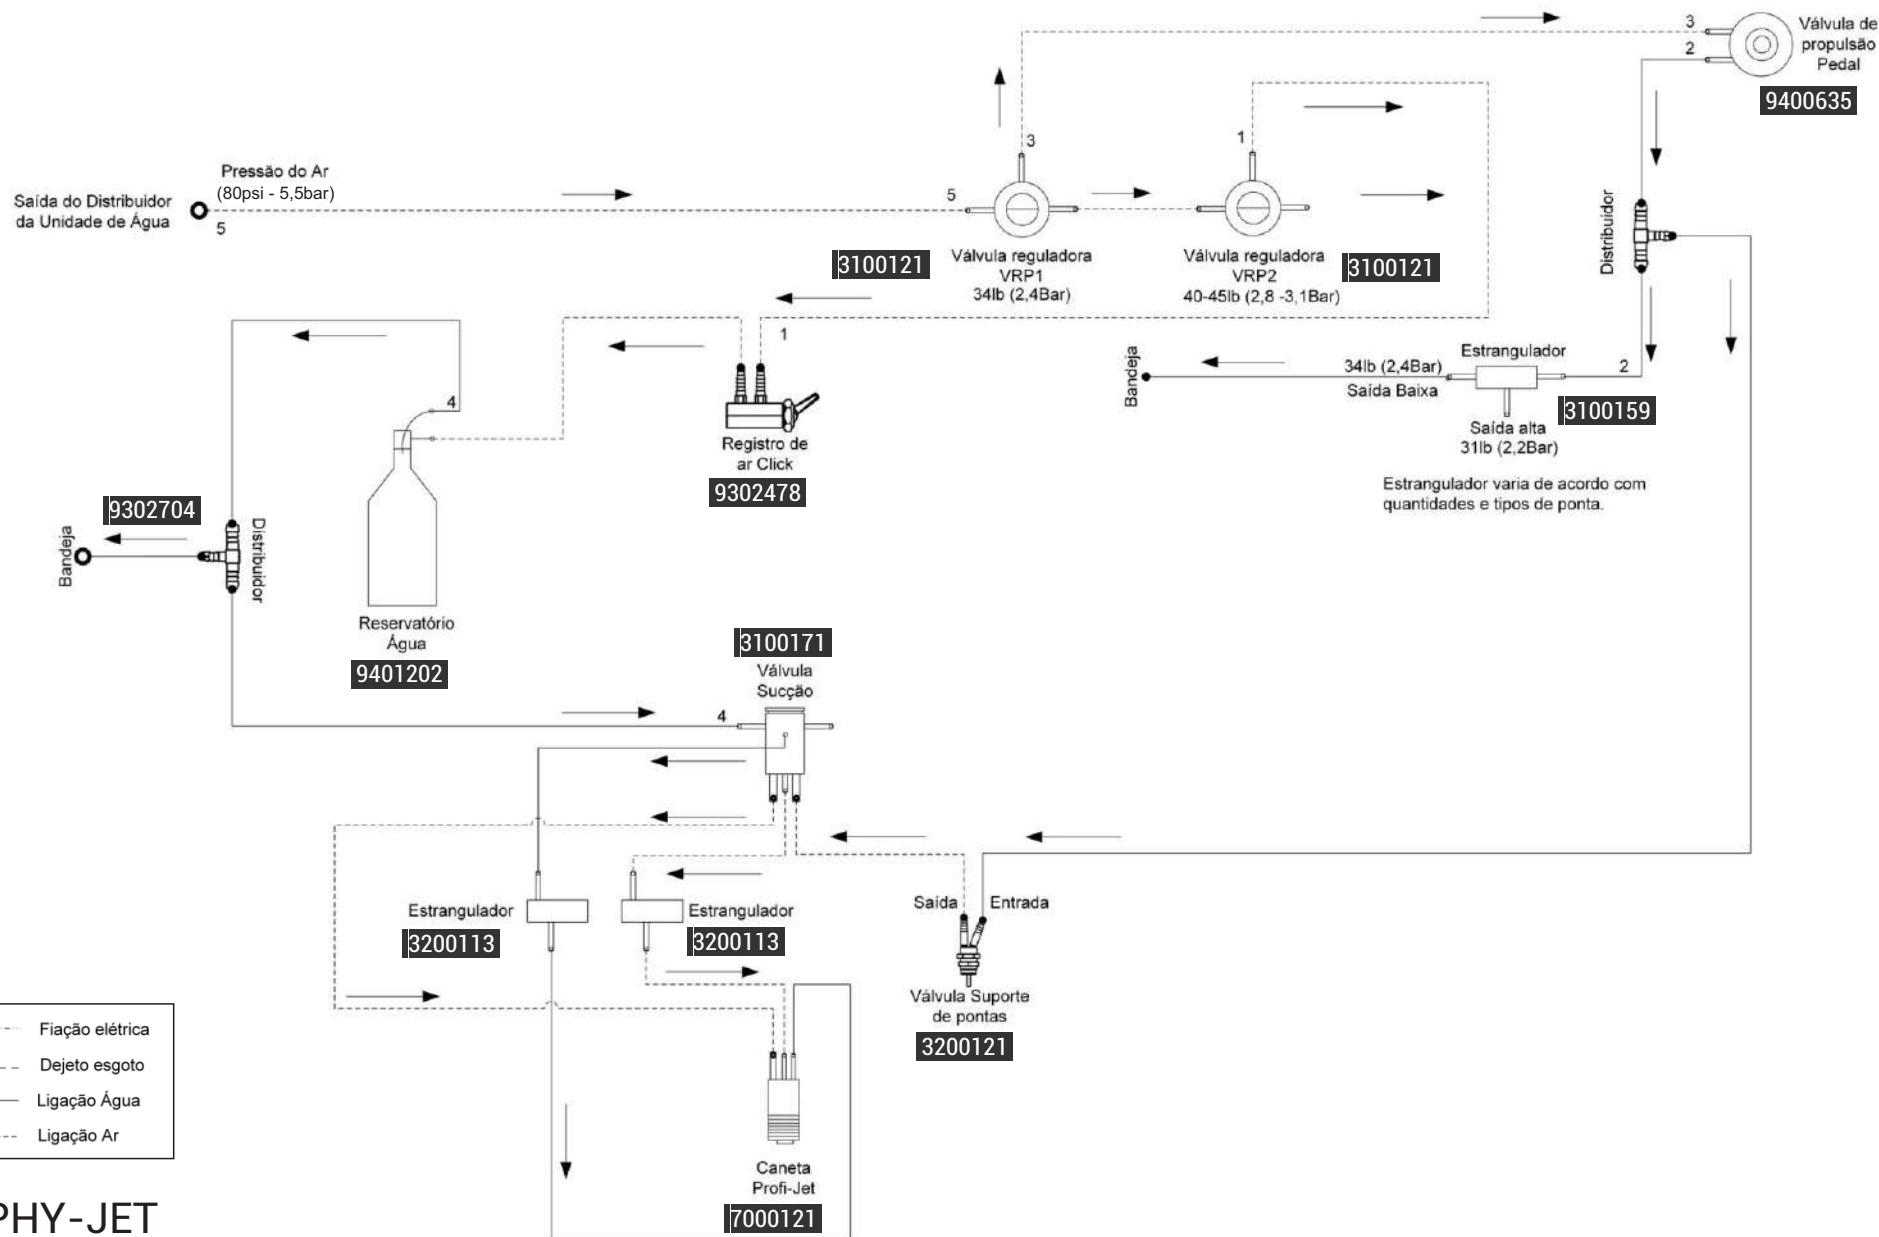 3
Válvula de
propulsão
Pedal
2
9400635
Pressão do Ar
(80psi - 5,5bar)
Saída do Distribuidor
da Unidade de Água
5
5
3
1
Válvula reguladora
VRP1
34lb (2,4Bar)
3100121
Válvula reguladora
VRP2
40-45lb (2,8 -3,1Bar)
3100121
Distribuidor
1
Registro de
ar Click
9302478
Bandeja
34lb (2,4Bar)
Saída Baixa
Estrangulador
2
3100159
Saída alta
31lb (2,2Bar)
Estrangulador varia de acordo com
quantidades e tipos de ponta.
4
9302704
Bandeja
Distribuidor
Reservatório
Água
9401202
3100171
Válvula
Sucção
4
Estrangulador
3200113
Estrangulador
3200113
Saída
Entrada
Válvula Suporte
de pontas
3200121
Caneta
Profi-Jet
7000121
Fiação elétrica
Dejeto esgoto
Ligação Água
Ligação Ar
PHY-JET